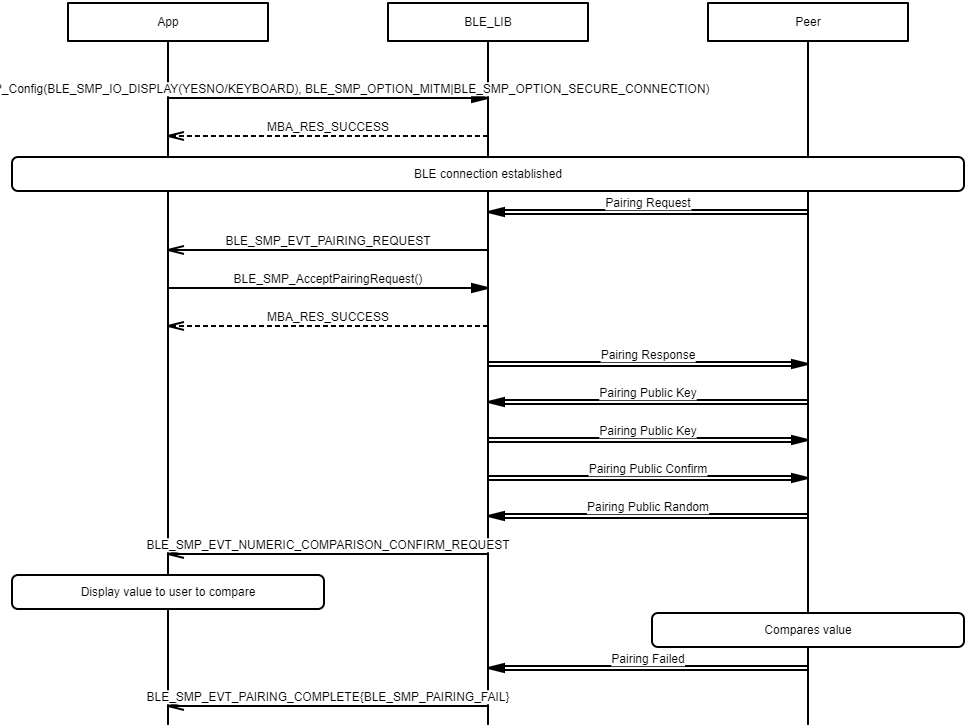 App
BLE_LIB
Peer
_Config(BLE_SMP_IO_DISPLAY(YESNO/KEYBOARD), BLE_SMP_OPTION_MITM|BLE_SMP_OPTION_SECURE_CONNECTION)
MBA_RES_SUCCESS
BLE connection established
Pairing Request
BLE_SMP_EVT_PAIRING_REQUEST
BLE_SMP_AcceptPairingRequest()
MBA_RES_SUCCESS
Pairing Response
Pairing Public Key
Pairing Public Key
Pairing Public Confirm
Pairing Public Random
BLE_SMP_EVT_NUMERIC_COMPARISON_CONFIRM_REQUEST
Display value to user to compare
Compares value
Pairing Failed
BLE_SMP_EVT_PAIRING_COMPLETE{BLE_SMP_PAIRING_FAIL}